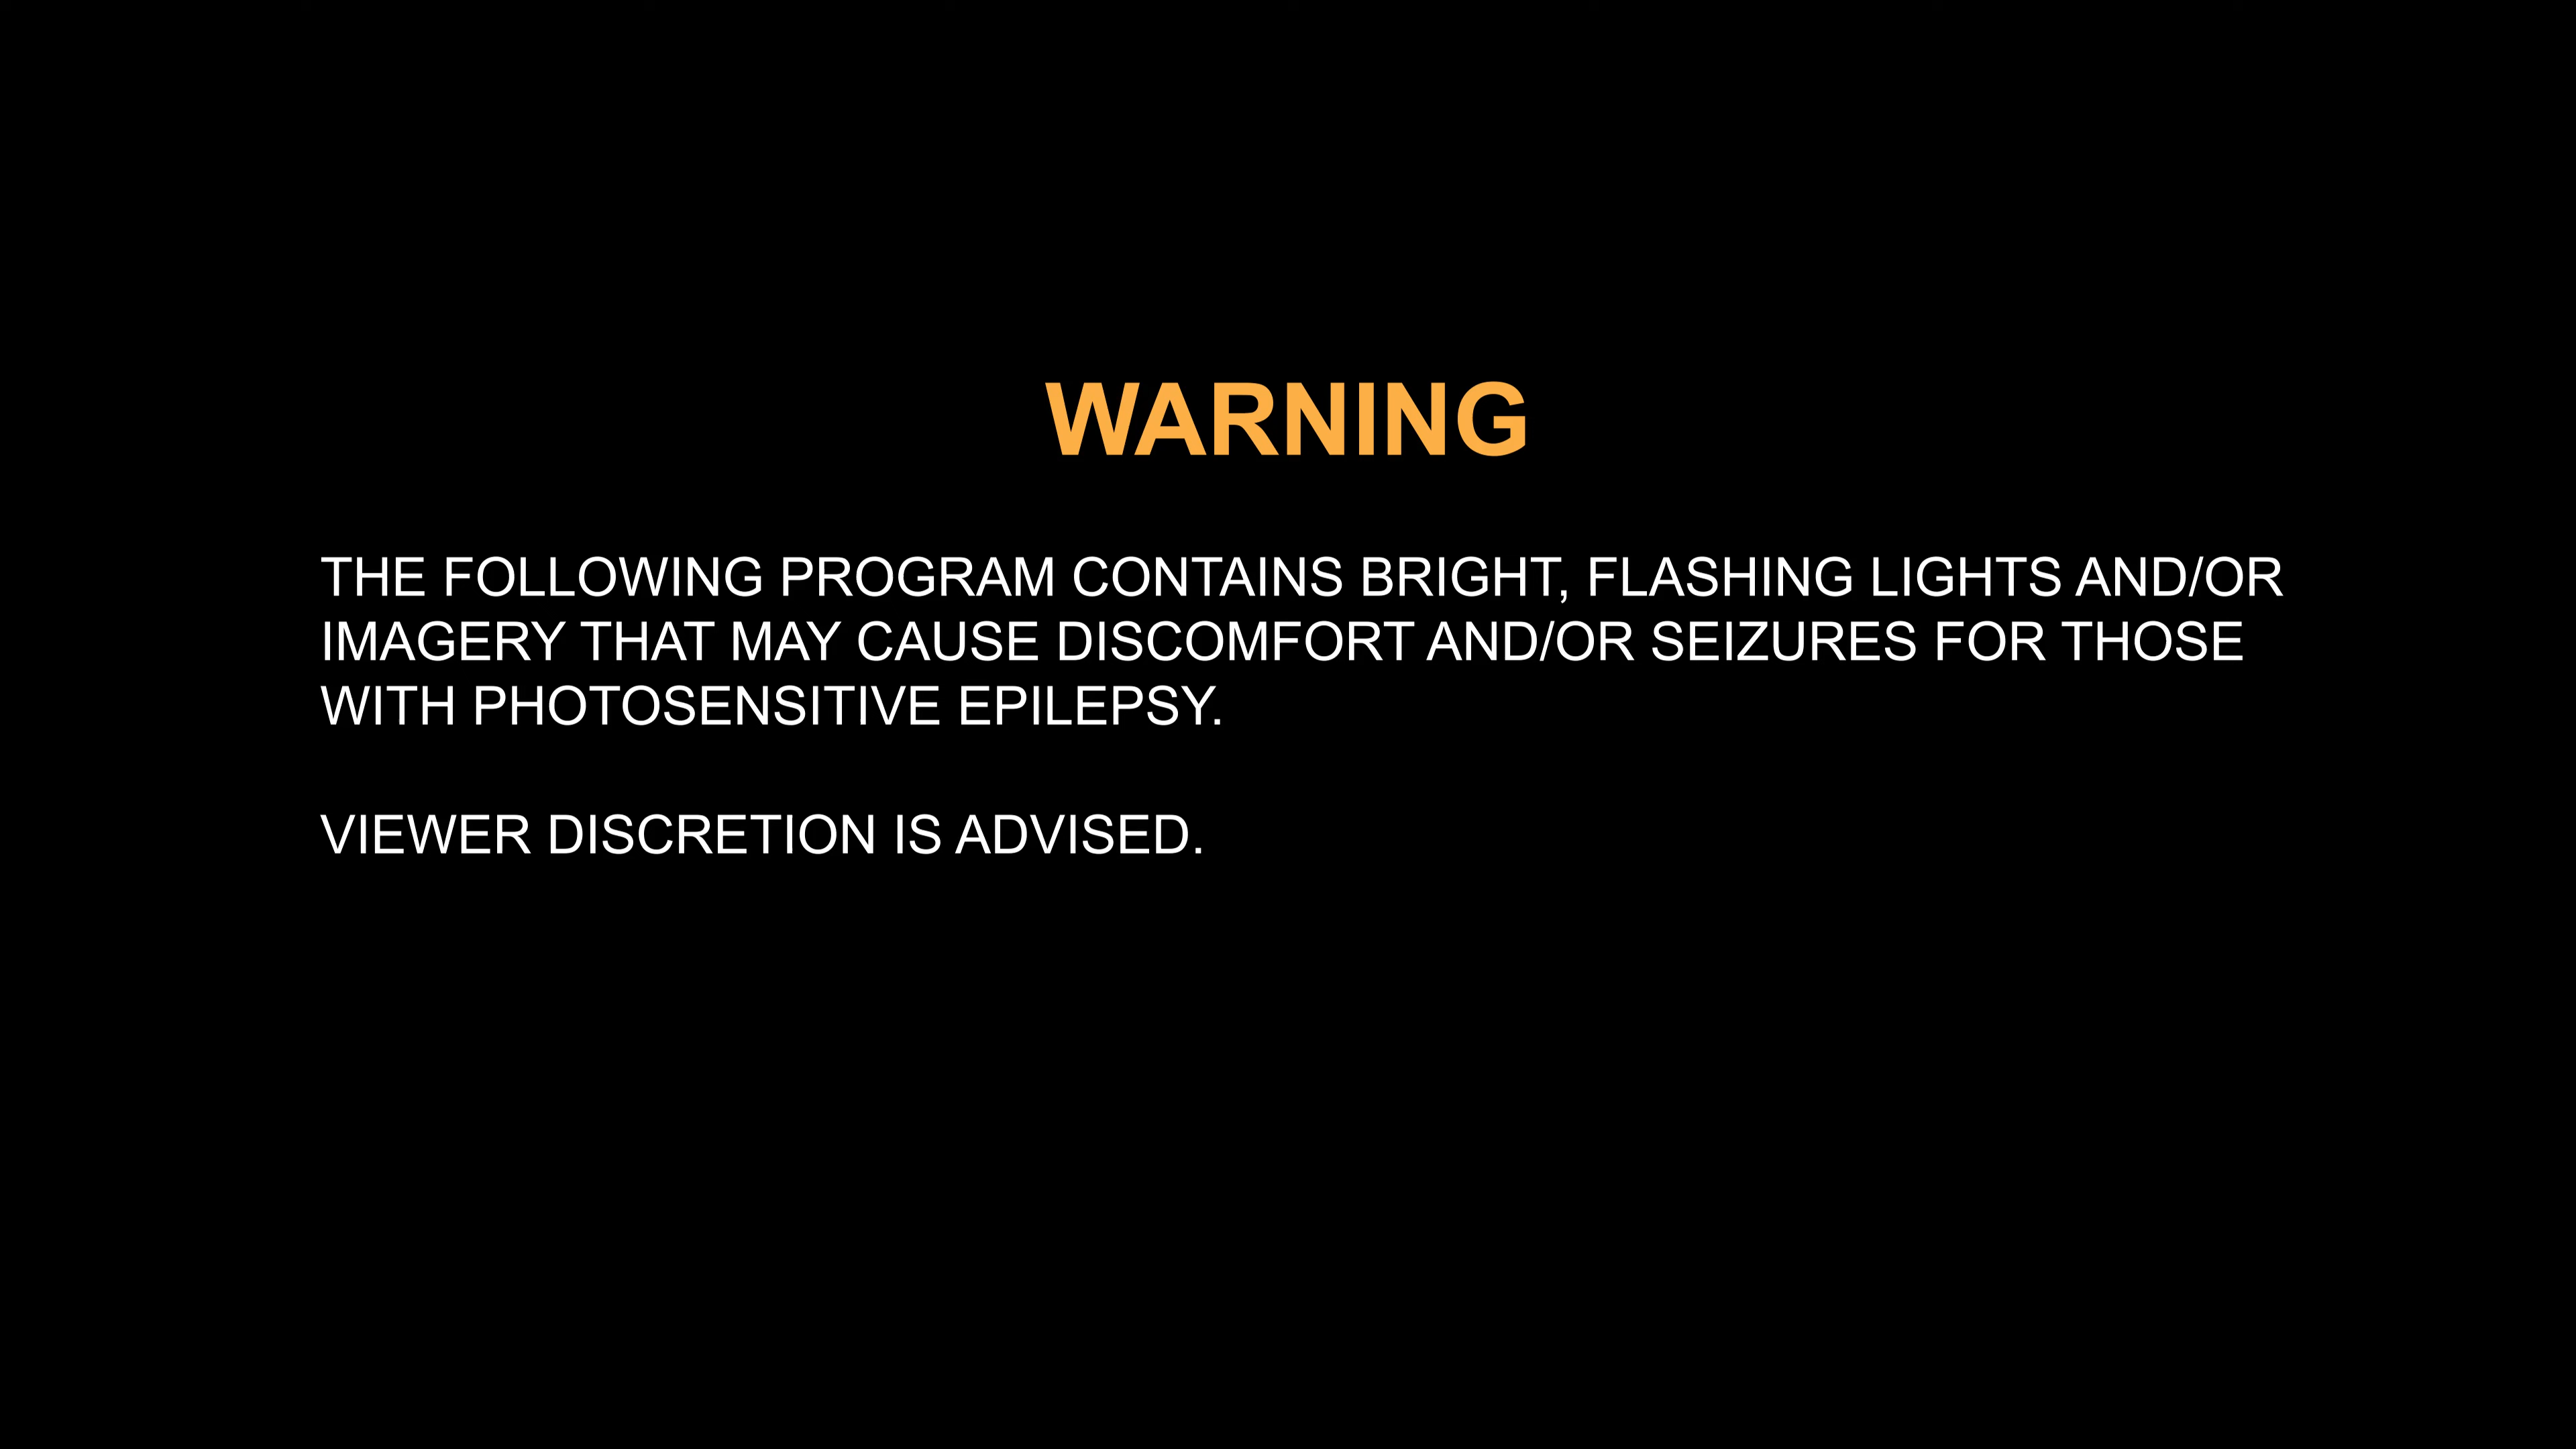 WARNING
THE FOLLOWING PROGRAM CONTAINS BRIGHT, FLASHING LIGHTS AND/OR
IMAGERY THAT MAY CAUSE DISCOMFORT AND/OR SEIZURES FOR THOSE
WITH PHOTOSENSITIVE EPILEPSY.
VIEWER DISCRETION IS ADVISED.